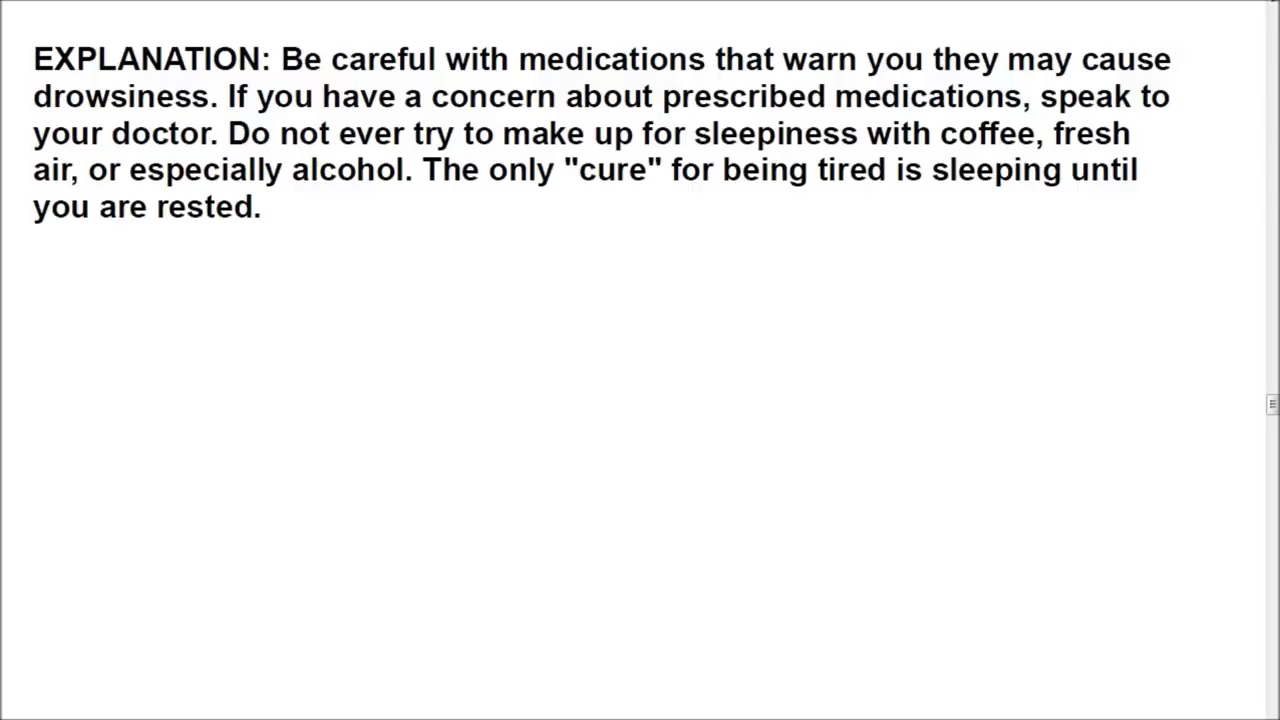 EXPLANATION: Be careful with medications that warn you they may cause
drowsiness. If you have a concern about prescribed medications, speak to
your doctor. Do not ever try to make up for sleepiness with coffee, fresh
air, or especially alcohol. The only "cure" for being tired is sleeping until
you are rested.